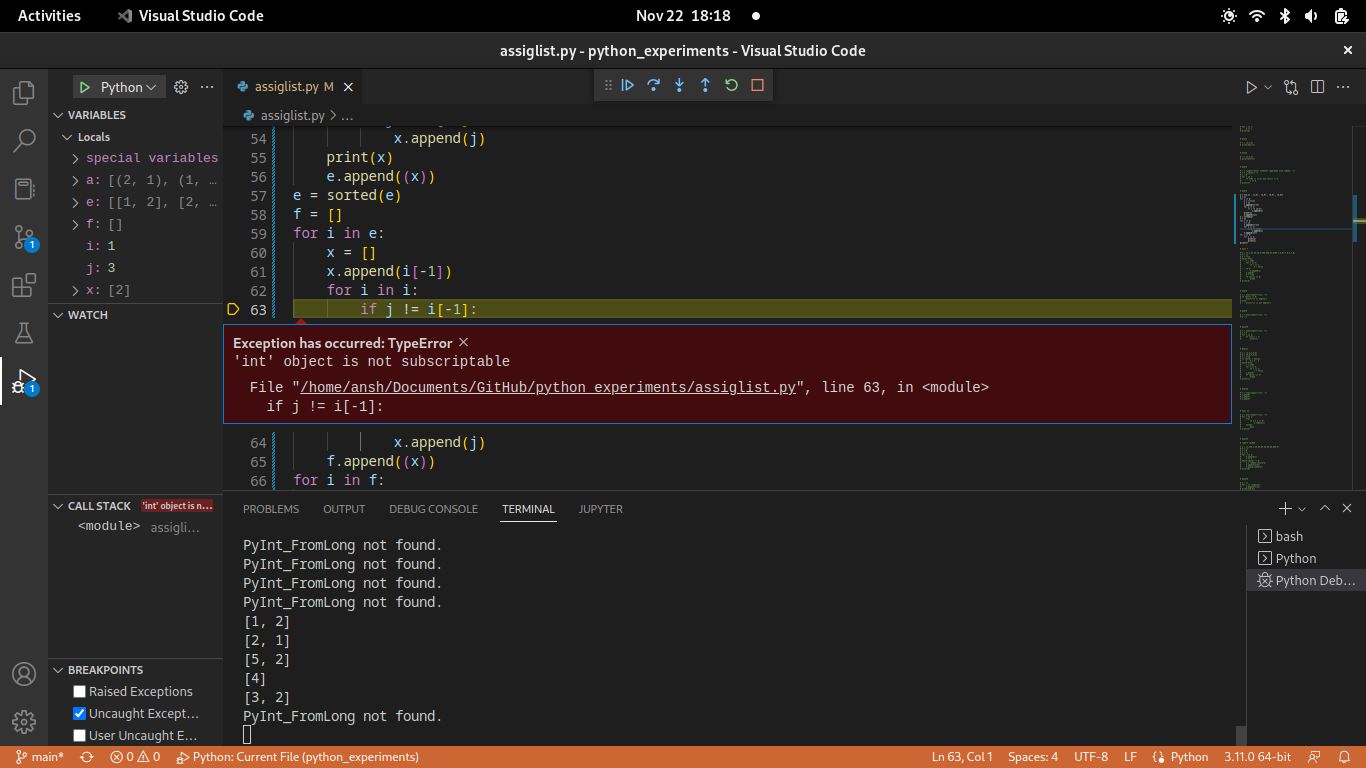 Activities
Visual Studio Code
Nov 22 18:18
assiglist.py - python_experiments - Visual Studio Code
Python
assiglist.py M
VARIABLES
Locals
special variables
a: [(2, 1), (1, …
e: [[1, 2], [2, …
f: []
i: 1
j: 3
x: [2]
WATCH
CALL STACK 'int' object is n...
<module> assigli...
BREAKPOINTS
Raised Exceptions
Uncaught Except...
User Uncaught E...
assiglist.py > ...
54 x.append(j)
55 print(x)
56 e.append((x))
57 e = sorted(e)
58 f = []
59 for i in e:
60 x = []
61 x.append(i[-1])
62 for i in i:
63 if j != i[-1]:
Exception has occurred: TypeError
'int' object is not subscriptable
File "/home/ansh/Documents/GitHub/python_experiments/assiglist.py", line 63, in <module>
if j != i[-1]:
64 x.append(j)
65 f.append((x))
66 for i in f:
PROBLEMS OUTPUT DEBUG CONSOLE TERMINAL JUPYTER
PyInt_FromLong not found.
PyInt_FromLong not found.
PyInt_FromLong not found.
PyInt_FromLong not found.
[1, 2]
[2, 1]
[5, 2]
[4]
[3, 2]
PyInt_FromLong not found.
bash
Python
Python Deb...
1
1
main* 0 0 Python: Current File (python_experiments) Ln 63, Col 1 Spaces: 4 UTF-8 LF Python 3.11.0 64-bit